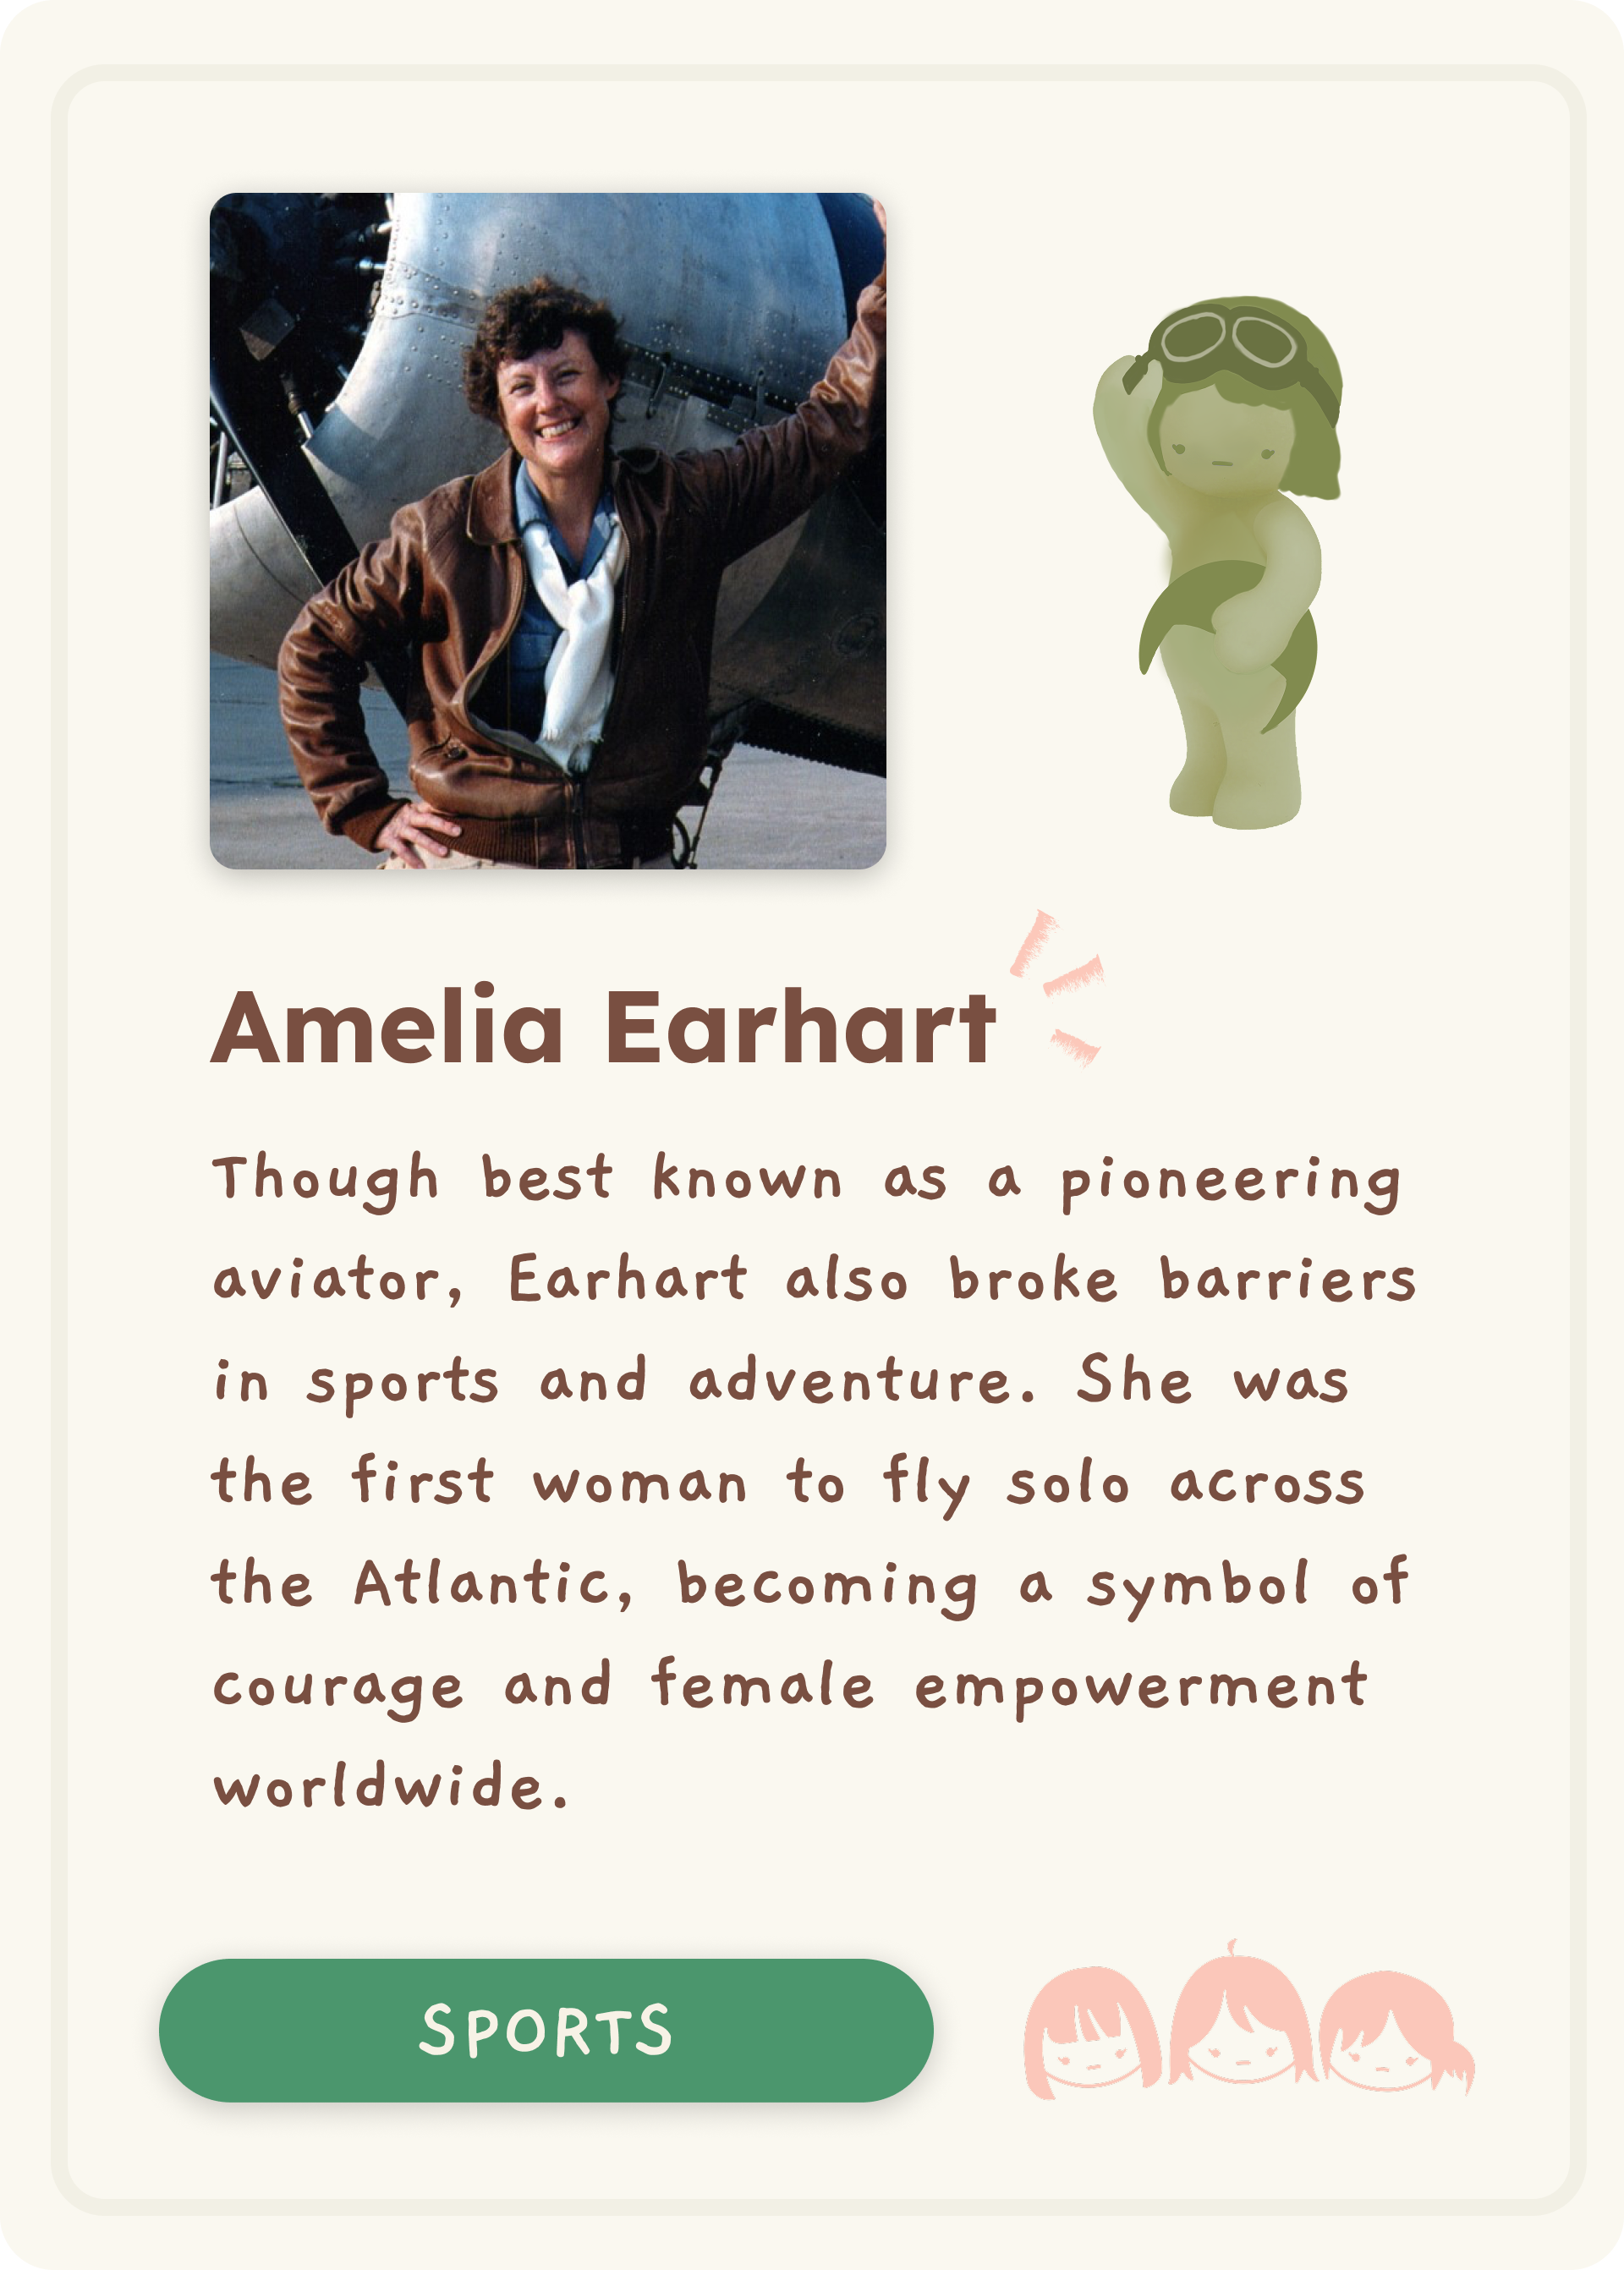 Amelia Earhart
Though best known as a pioneering
aviator, Earhart also broke barriers
in sports and adventure. She was
the first woman to fly solo across
the Atlantic, becoming a symbol of
courage and female empowerment
worldwide.
SPORTS